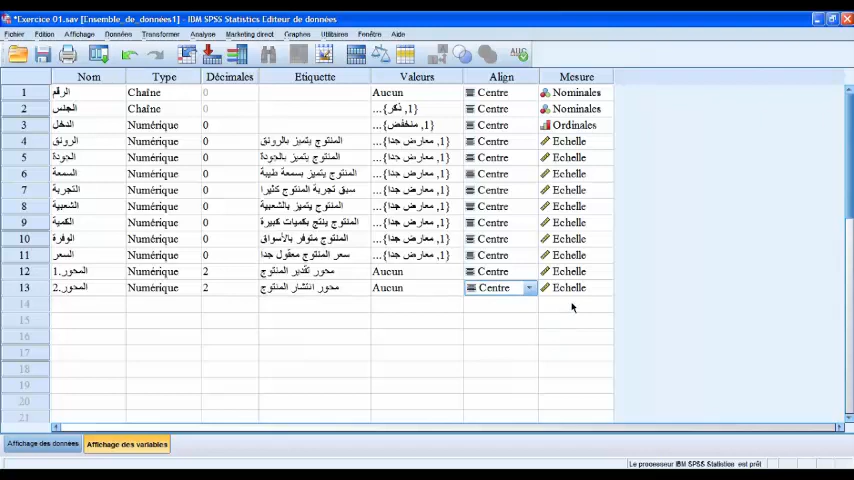 *Exercice 01.sav [Ensemble_de_données1] - IBM SPSS Statistics Editeur de données
Fichier Edition Affichage Données Transformer Analyse Marketing direct Graphes Utilitaires Fenêtre Aide
Nom Type Décimales Etiquette Valeurs Align Mesure
1 الرقم Chaîne 0 Aucun Centre Nominales
2 الجنس Chaîne 0 {1, ذكر}... Centre Nominales
3 الدخل Numérique 0 {1, منخفض}... Centre Ordinales
4 الرونق Numérique 0 المنتوج يتميز بالرونق {1, معارض جدا}... Centre Echelle
5 الجودة Numérique 0 المنتوج يتميز بالجودة {1, معارض جدا}... Centre Echelle
6 السمعة Numérique 0 المنتوج يتميز بسمعة طيبة {1, معارض جدا}... Centre Echelle
7 التجربة Numérique 0 سبق تجربة المنتوج كثيرا {1, معارض جدا}... Centre Echelle
8 الشعبية Numérique 0 المنتوج يتميز بالشعبية {1, معارض جدا}... Centre Echelle
9 الكمية Numérique 0 المنتوج ينتج بكميات كبيرة {1, معارض جدا}... Centre Echelle
10 الوفرة Numérique 0 المنتوج متوفر بالأسواق {1, معارض جدا}... Centre Echelle
11 السعر Numérique 0 سعر المنتوج معقول جدا {1, معارض جدا}... Centre Echelle
12 المحور.1 Numérique 2 محور تقدير المنتوج Aucun Centre Echelle
13 المحور.2 Numérique 2 محور انتشار المنتوج Aucun Centre Echelle
14
15
16
17
18
19
20
21
Affichage des données Affichage des variables
Le processeur IBM SPSS Statistics est prêt